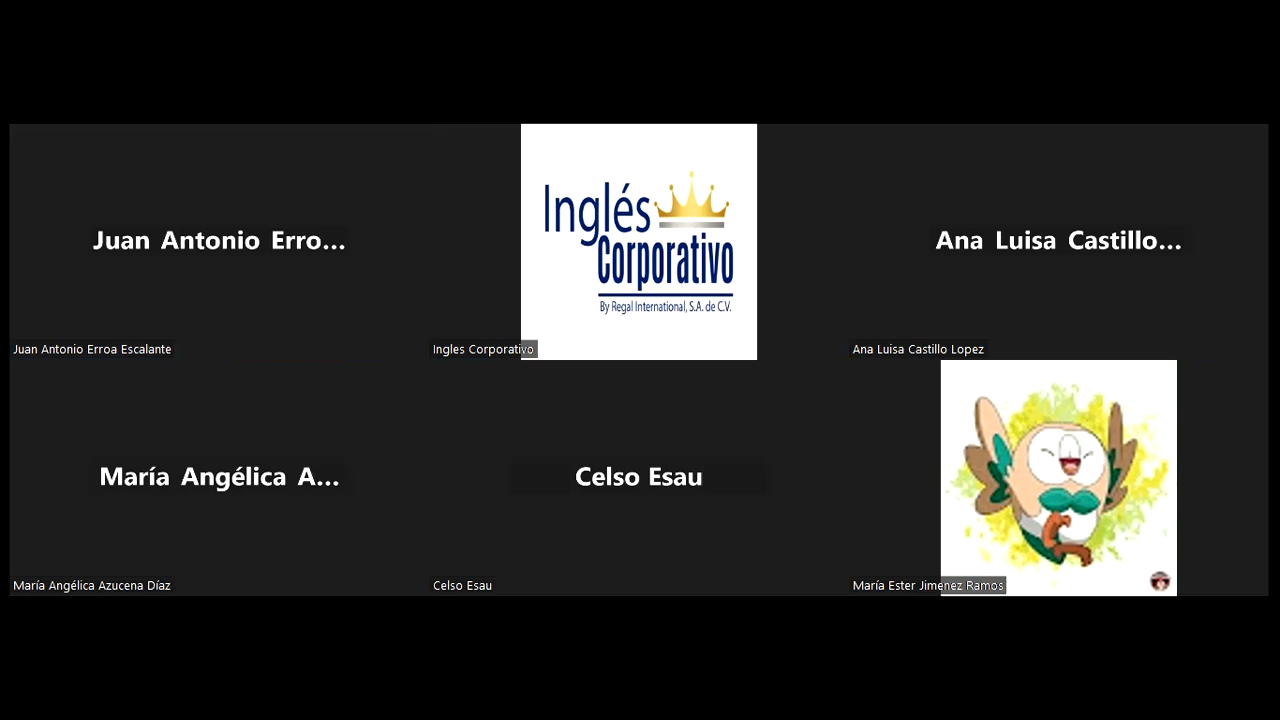 Juan Antonio Erro...
Juan Antonio Erroa Escalante
Inglés
Corporativo
By Regal International, S.A. de C.V.
Ingles Corporativo
Ana Luisa Castillo...
Ana Luisa Castillo Lopez
María Angélica A...
María Angélica Azucena Díaz
Celso Esau
Celso Esau
María Ester Jimenez Ramos